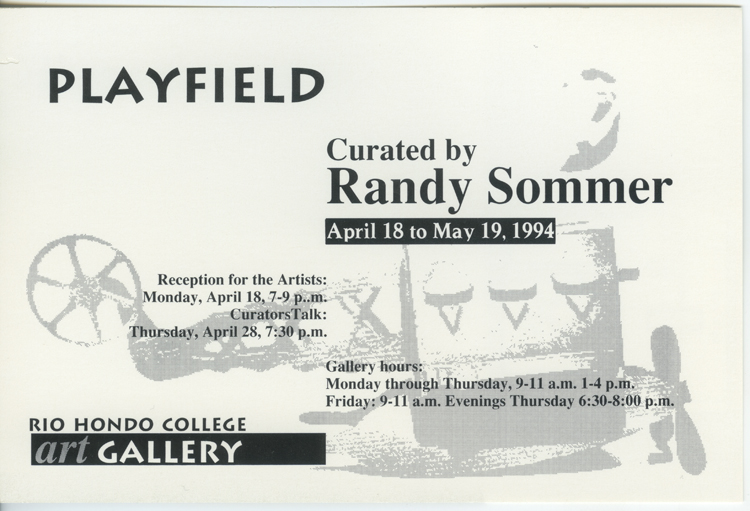 PLAYFIELD
Curated by
Randy Sommer
April 18 to May 19, 1994
Reception for the Artists:
Monday, April 18, 7-9 p..m.
CuratorsTalk:
Thursday, April 28, 7:30 p.m.
Gallery hours:
Monday through Thursday, 9-11 a.m. 1-4 p.m.
Friday: 9-11 a.m. Evenings Thursday 6:30-8:00 p.m.
RIO HONDO COLLEGE
art GALLERY